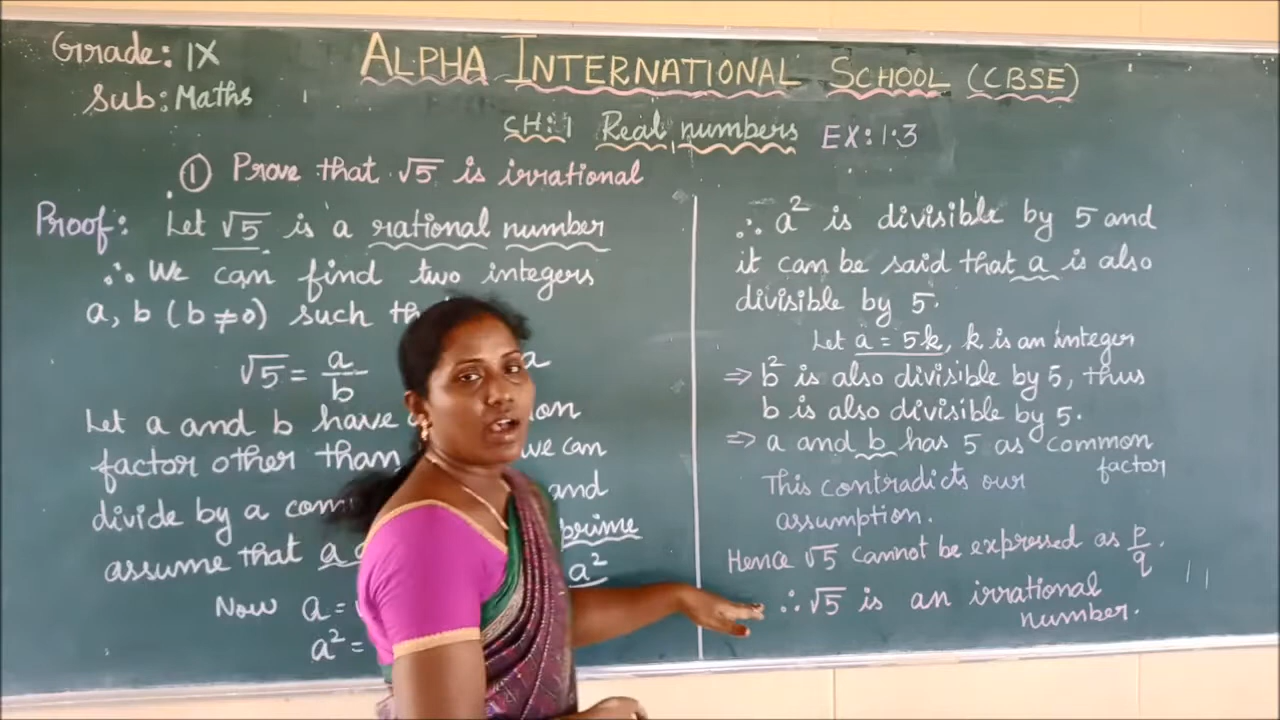 Grade: IX
Sub: Maths
ALPHA INTERNATIONAL SCHOOL (CBSE)
CH: 1 Real numbers EX: 1.3
① Prove that √5 is irrational
Proof: Let √5 is a rational number
∴ We can find two integers
a, b (b ≠ 0) such
√5 = a/b
a
Let a and b have
factor other than we can
divide by a and
assume that a prime
a²
Now a =
a² =
∴ a² is divisible by 5 and
it can be said that a is also
divisible by 5.
Let a = 5k, k is an integer
⇒ b² is also divisible by 5, thus
b is also divisible by 5.
⇒ a and b has 5 as common
factor
This contradicts our
assumption.
Hence √5 cannot be expressed as p/q.
∴ √5 is an irrational
number.